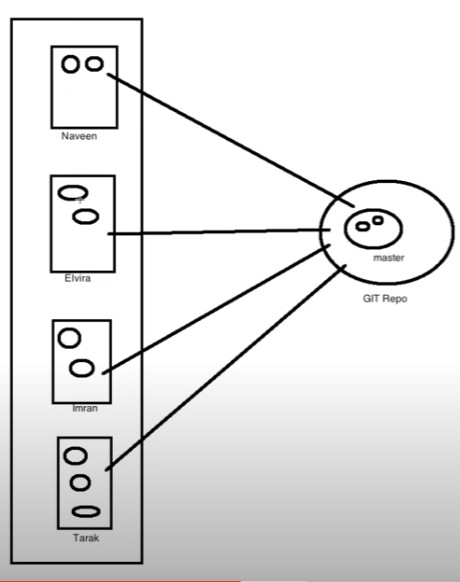 Naveen
Elvira
master
GIT Repo
Imran
Tarak